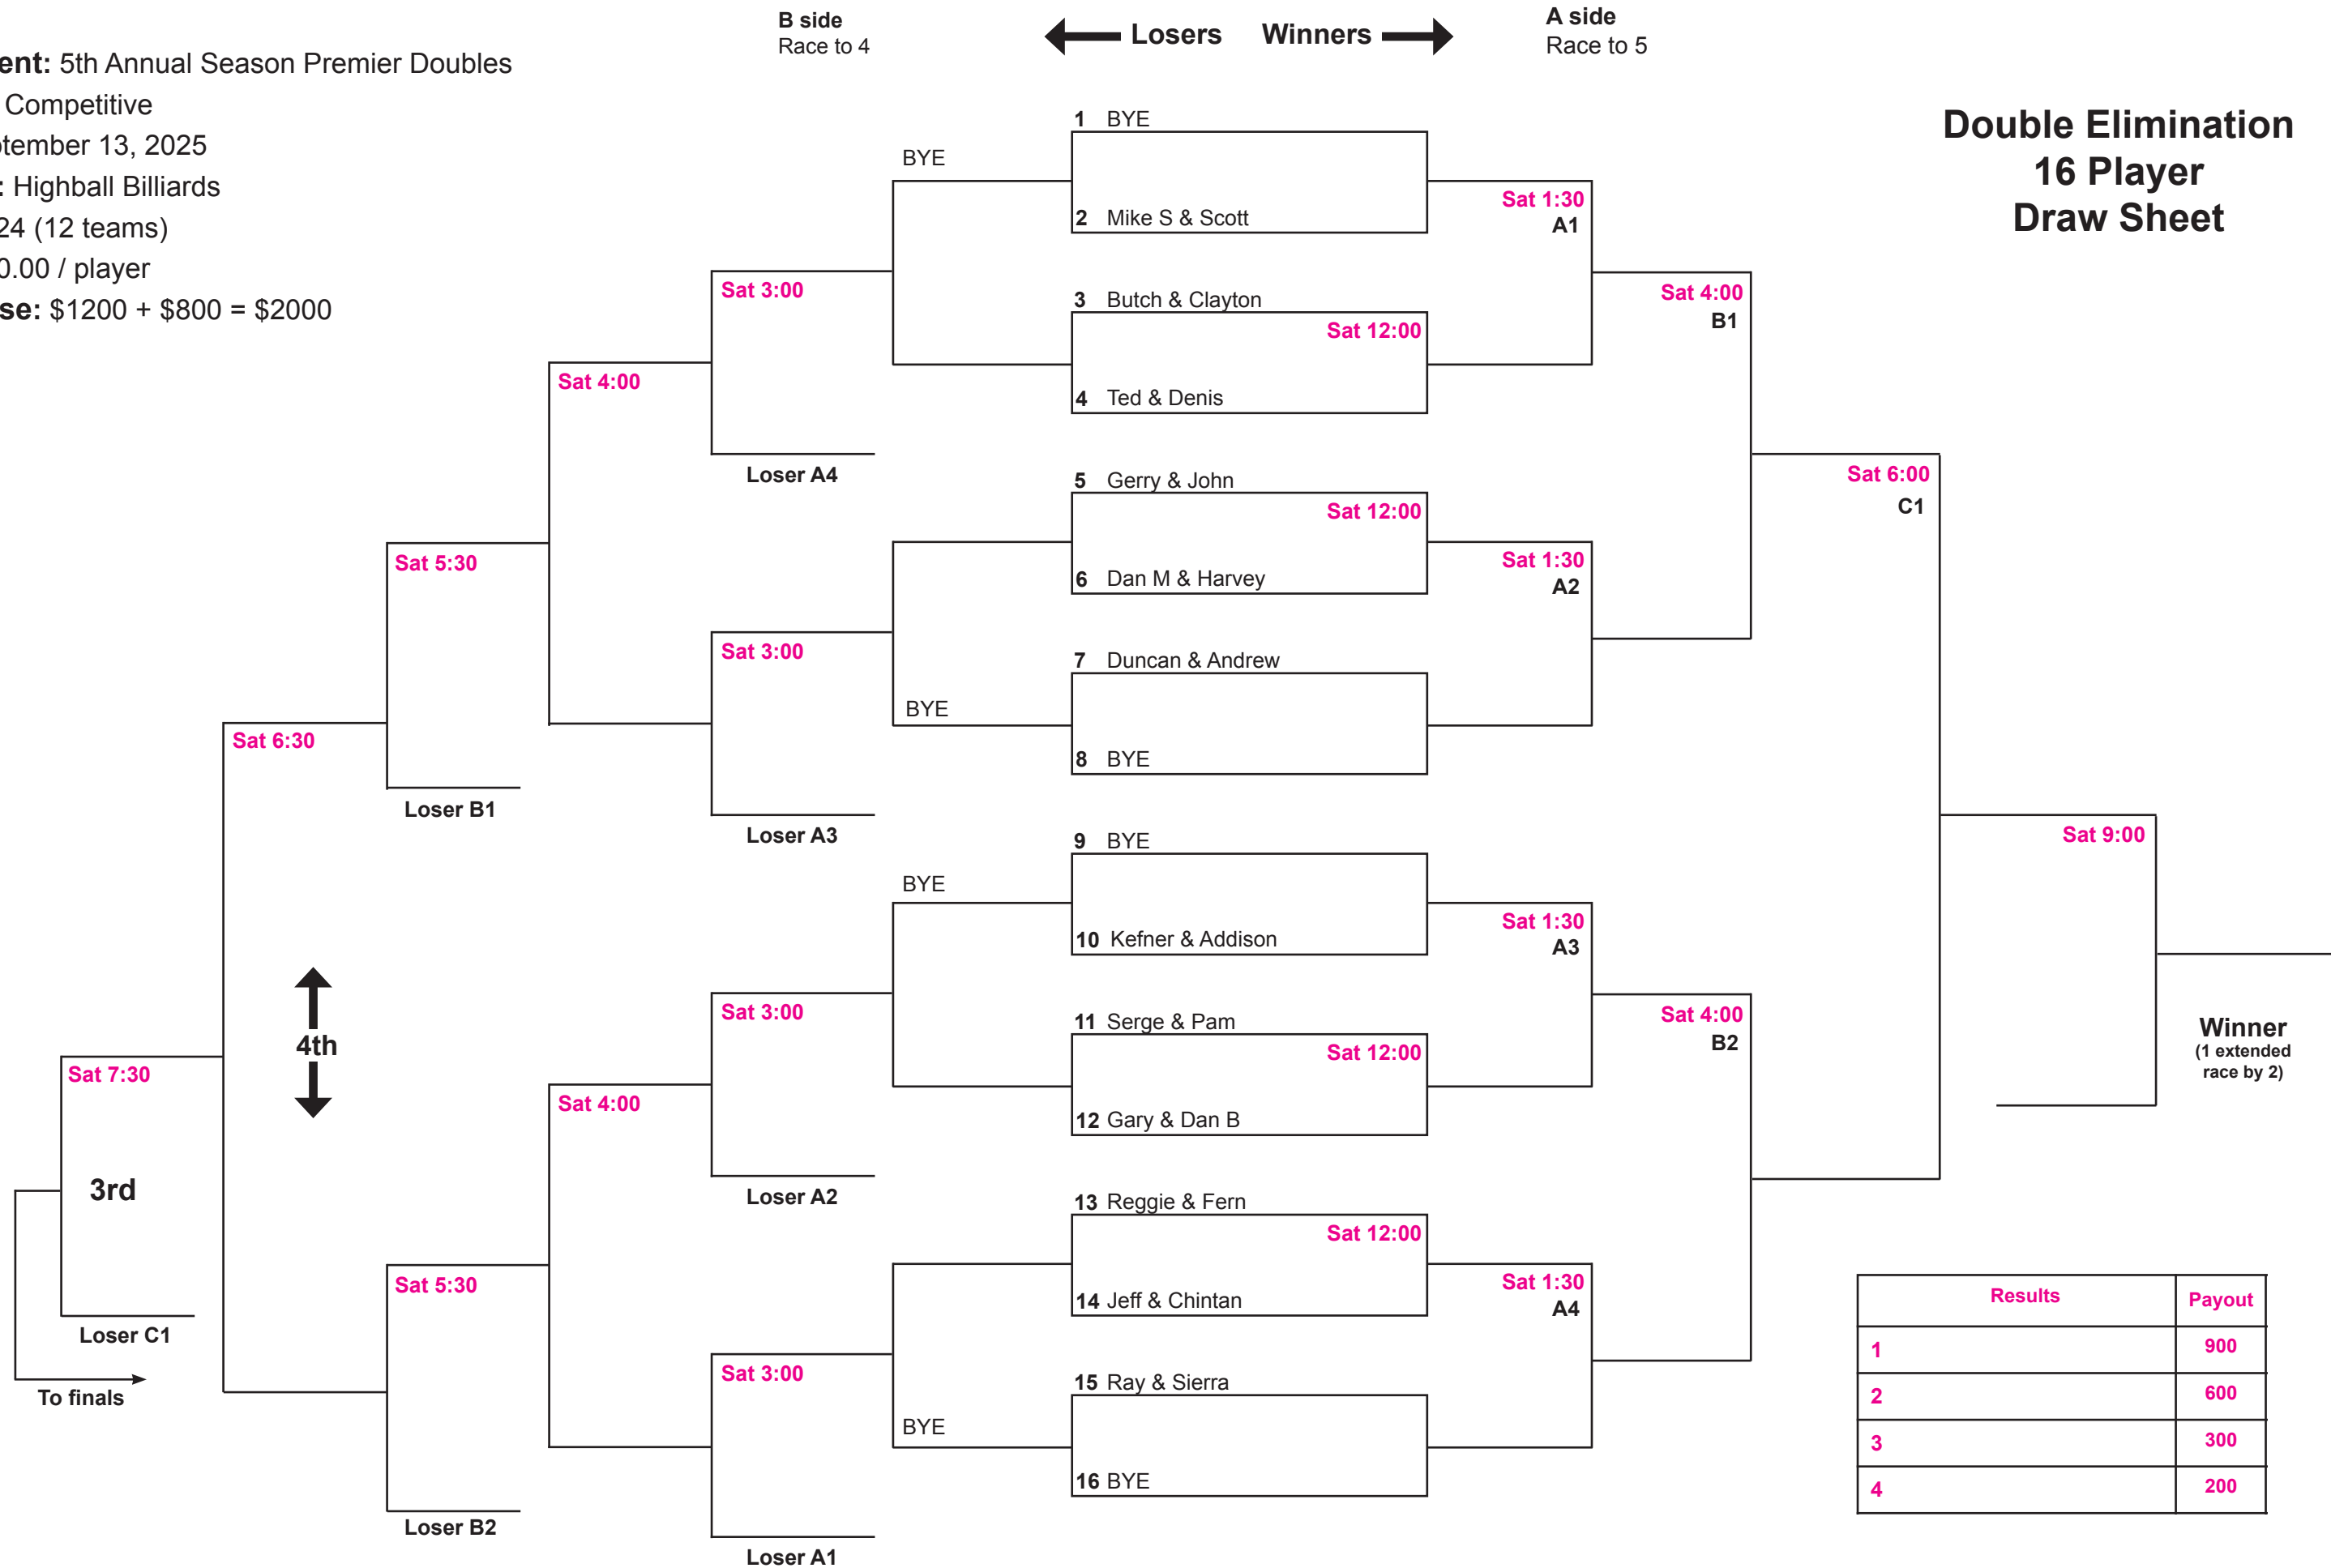 B side
Race to 4
Losers
Winners
A side
Race to 5
ent: 5th Annual Season Premier Doubles
Competitive
tember 13, 2025
: Highball Billiards
24 (12 teams)
0.00 / player
se: $1200 + $800 = $2000
Double Elimination
16 Player
Draw Sheet
1 BYE
2 Mike S & Scott
3 Butch & Clayton
Sat 12:00
4 Ted & Denis
5 Gerry & John
Sat 12:00
6 Dan M & Harvey
7 Duncan & Andrew
8 BYE
9 BYE
10 Kefner & Addison
11 Serge & Pam
Sat 12:00
12 Gary & Dan B
13 Reggie & Fern
Sat 12:00
14 Jeff & Chintan
15 Ray & Sierra
16 BYE
Sat 1:30
A1
Sat 1:30
A2
Sat 1:30
A3
Sat 1:30
A4
Sat 4:00
B1
Sat 4:00
B2
Sat 6:00
C1
Sat 9:00
Winner
(1 extended
race by 2)
BYE
BYE
BYE
BYE
Sat 3:00
Loser A4
Sat 3:00
Loser A3
Sat 3:00
Loser A2
Sat 3:00
Loser A1
Sat 4:00
Sat 4:00
Sat 5:30
Loser B1
Sat 5:30
Loser B2
Sat 6:30
4th
Sat 7:30
3rd
Loser C1
To finals
Results Payout
1 900
2 600
3 300
4 200